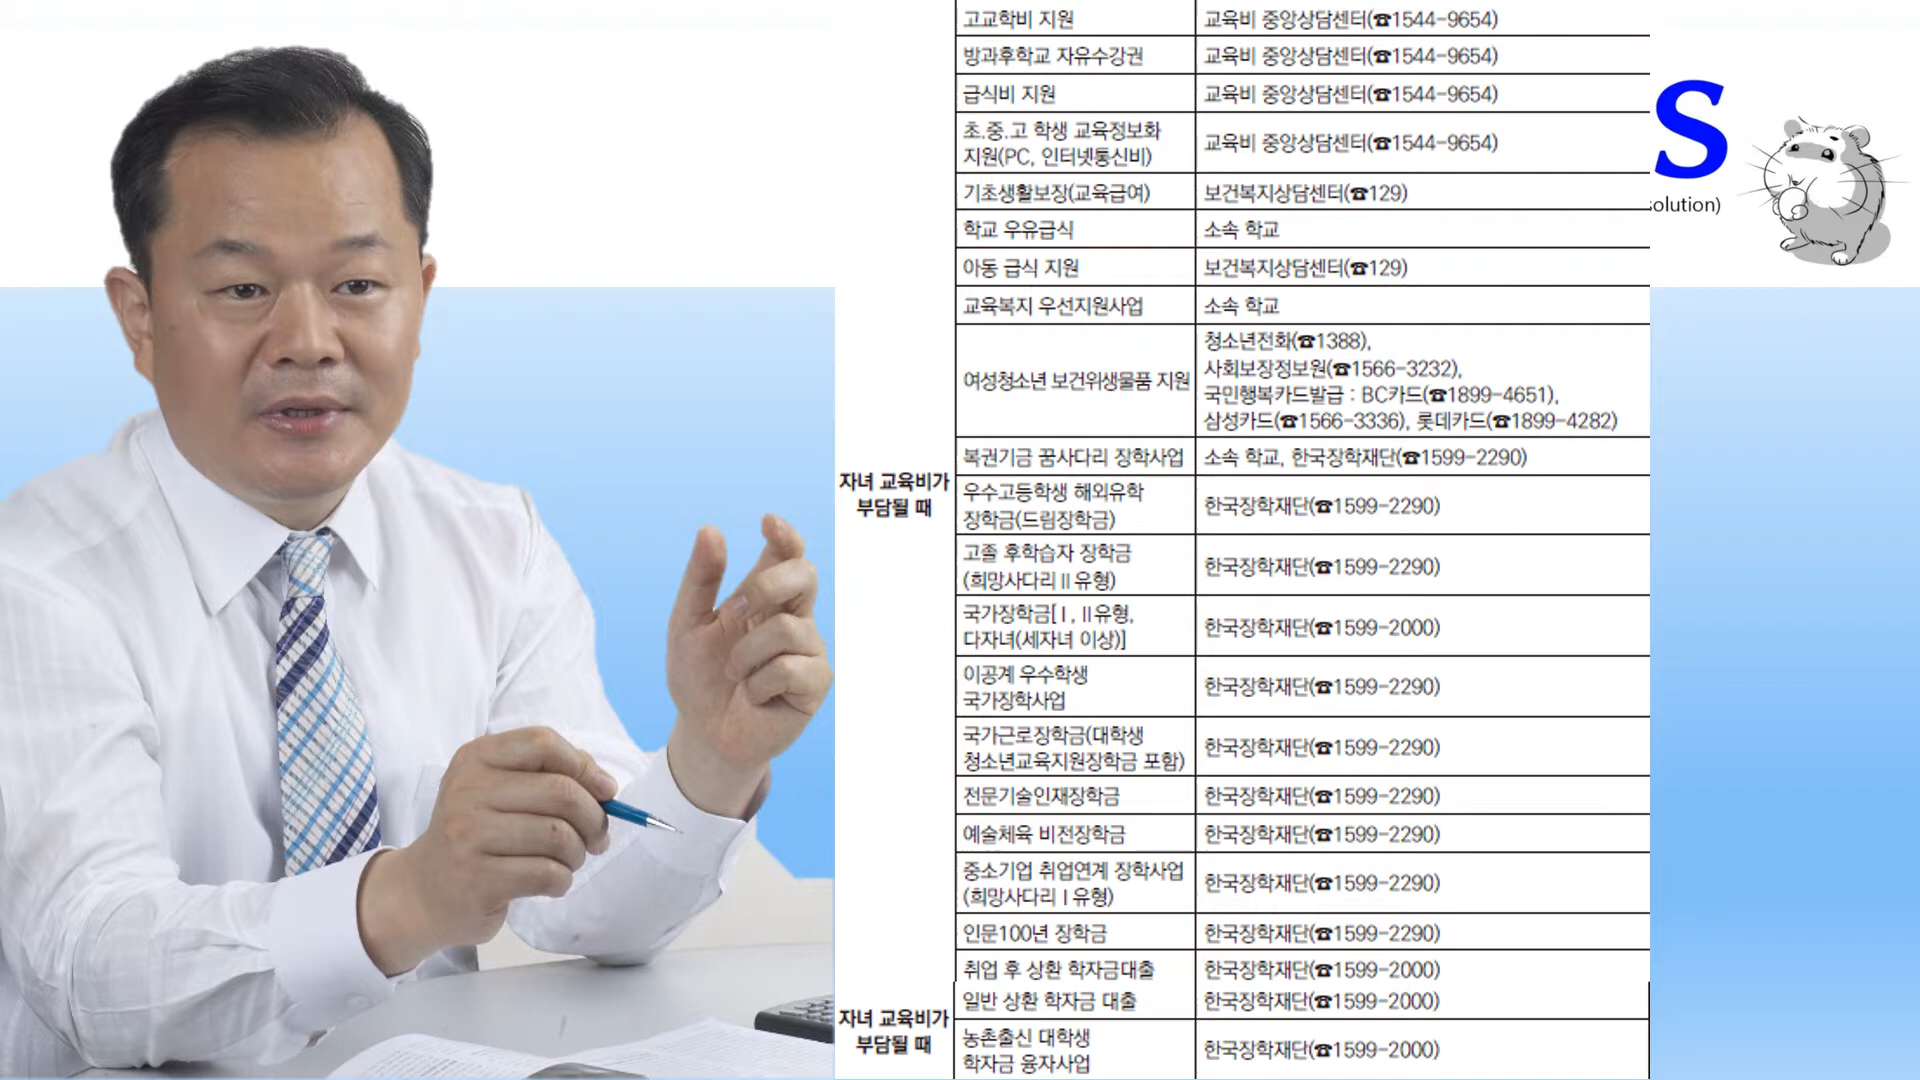 고교학비 지원
교육비 중앙상담센터(☎1544-9654)
방과후학교 자유수강권
교육비 중앙상담센터(☎1544-9654)
급식비 지원
교육비 중앙상담센터(☎1544-9654)
초.중.고 학생 교육정보화
지원(PC, 인터넷통신비)
교육비 중앙상담센터(☎1544-9654)
기초생활보장(교육급여)
보건복지상담센터(☎129)
학교 우유급식
소속 학교
아동 급식 지원
보건복지상담센터(☎129)
교육복지 우선지원사업
소속 학교
여성청소년 보건위생물품 지원
청소년전화(☎1388),
사회보장정보원(☎1566-3232),
국민행복카드발급 : BC카드(☎1899-4651),
삼성카드(☎1566-3336), 롯데카드(☎1899-4282)
자녀 교육비가
부담될 때
복권기금 꿈사다리 장학사업
소속 학교, 한국장학재단(☎1599-2290)
우수고등학생 해외유학
장학금(드림장학금)
한국장학재단(☎1599-2290)
고졸 후학습자 장학금
(희망사다리Ⅱ유형)
한국장학재단(☎1599-2290)
국가장학금[Ⅰ, Ⅱ유형,
다자녀(세자녀 이상)]
한국장학재단(☎1599-2000)
이공계 우수학생
국가장학사업
한국장학재단(☎1599-2290)
국가근로장학금(대학생
청소년교육지원장학금 포함)
한국장학재단(☎1599-2290)
전문기술인재장학금
한국장학재단(☎1599-2290)
예술체육 비전장학금
한국장학재단(☎1599-2290)
중소기업 취업연계 장학사업
(희망사다리Ⅰ유형)
한국장학재단(☎1599-2290)
인문100년 장학금
한국장학재단(☎1599-2290)
취업 후 상환 학자금대출
한국장학재단(☎1599-2000)
자녀 교육비가
부담될 때
일반 상환 학자금 대출
한국장학재단(☎1599-2000)
농촌출신 대학생
학자금 융자사업
한국장학재단(☎1599-2000)
S
solution)